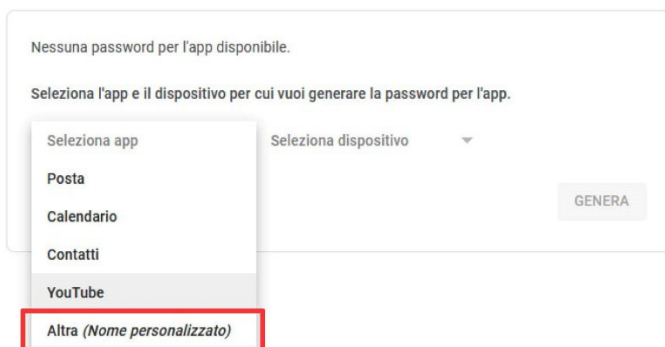 Nessuna password per l'app disponibile.
Seleziona l'app e il dispositivo per cui vuoi generare la password per l'app.
Seleziona app
Seleziona dispositivo
Posta
Calendario
Contatti
YouTube
Altra (Nome personalizzato)
GENERA